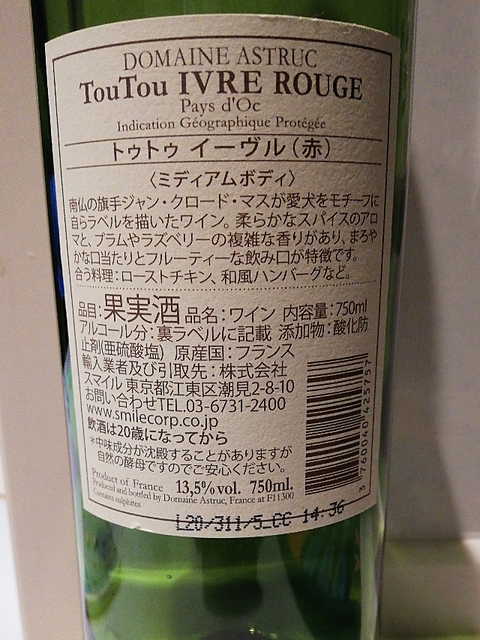 DOMAINE ASTRUC
TouTou IVRE ROUGE
Pays d'Oc
Indication Géographique Protégée
トゥトゥ イーヴル(赤)
〈ミディアムボディ〉
南仏の旗手ジャン・クロード・マスが愛犬をモチーフに
自らラベルを描いたワイン。柔らかなスパイスのアロ
マと、プラムやラズベリーの複雑な香りがあり、まろや
かな口当たりとフルーティーな飲み口が特徴です。
合う料理:ローストチキン、和風ハンバーグなど。
品目:果実酒 品名:ワイン 内容量:750ml
アルコール分:裏ラベルに記載 添加物:酸化防
止剤(亜硫酸塩) 原産国:フランス
輸入業者及び引取先:株式会社
スマイル 東京都江東区潮見2-8-10
お問い合わせTEL.03-6731-2400
www.smilecorp.co.jp
飲酒は20歳になってから
*中味成分が沈殿することがありますが
自然の酵母ですのでご安心ください。
Product of France 13,5%vol. 750ml.
Produced and bottled by Domaine Astruc, France at F11300
Contains sulphites
3 760040 425757
L20/311/5 CC 14:36